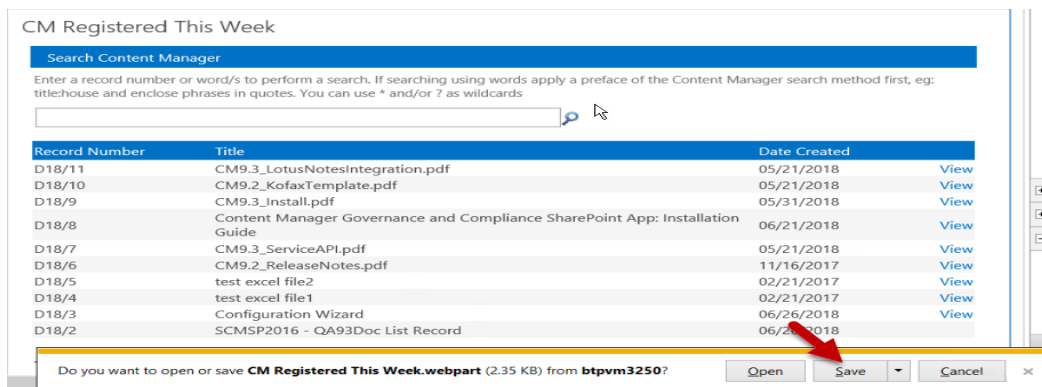 CM Registered This Week
Search Content Manager
Enter a record number or word/s to perform a search. If searching using words apply a preface of the Content Manager search method first, eg:
title:house and enclose phrases in quotes. You can use * and/or ? as wildcards
Record Number Title Date Created
D18/11 CM9.3_LotusNotesIntegration.pdf 05/21/2018 View
D18/10 CM9.2_KofaxTemplate.pdf 05/21/2018 View
D18/9 CM9.3_Install.pdf 05/31/2018 View
D18/8 Content Manager Governance and Compliance SharePoint App: Installation
Guide 06/21/2018 View
D18/7 CM9.3_ServiceAPI.pdf 05/21/2018 View
D18/6 CM9.2_ReleaseNotes.pdf 11/16/2017 View
D18/5 test excel file2 02/21/2017 View
D18/4 test excel file1 02/21/2017 View
D18/3 Configuration Wizard 06/26/2018 View
D18/2 SCMSP2016 - QA93Doc List Record
Do you want to open or save CM Registered This Week.webpart (2.35 KB) from btpvm3250? Open Save Cancel ×